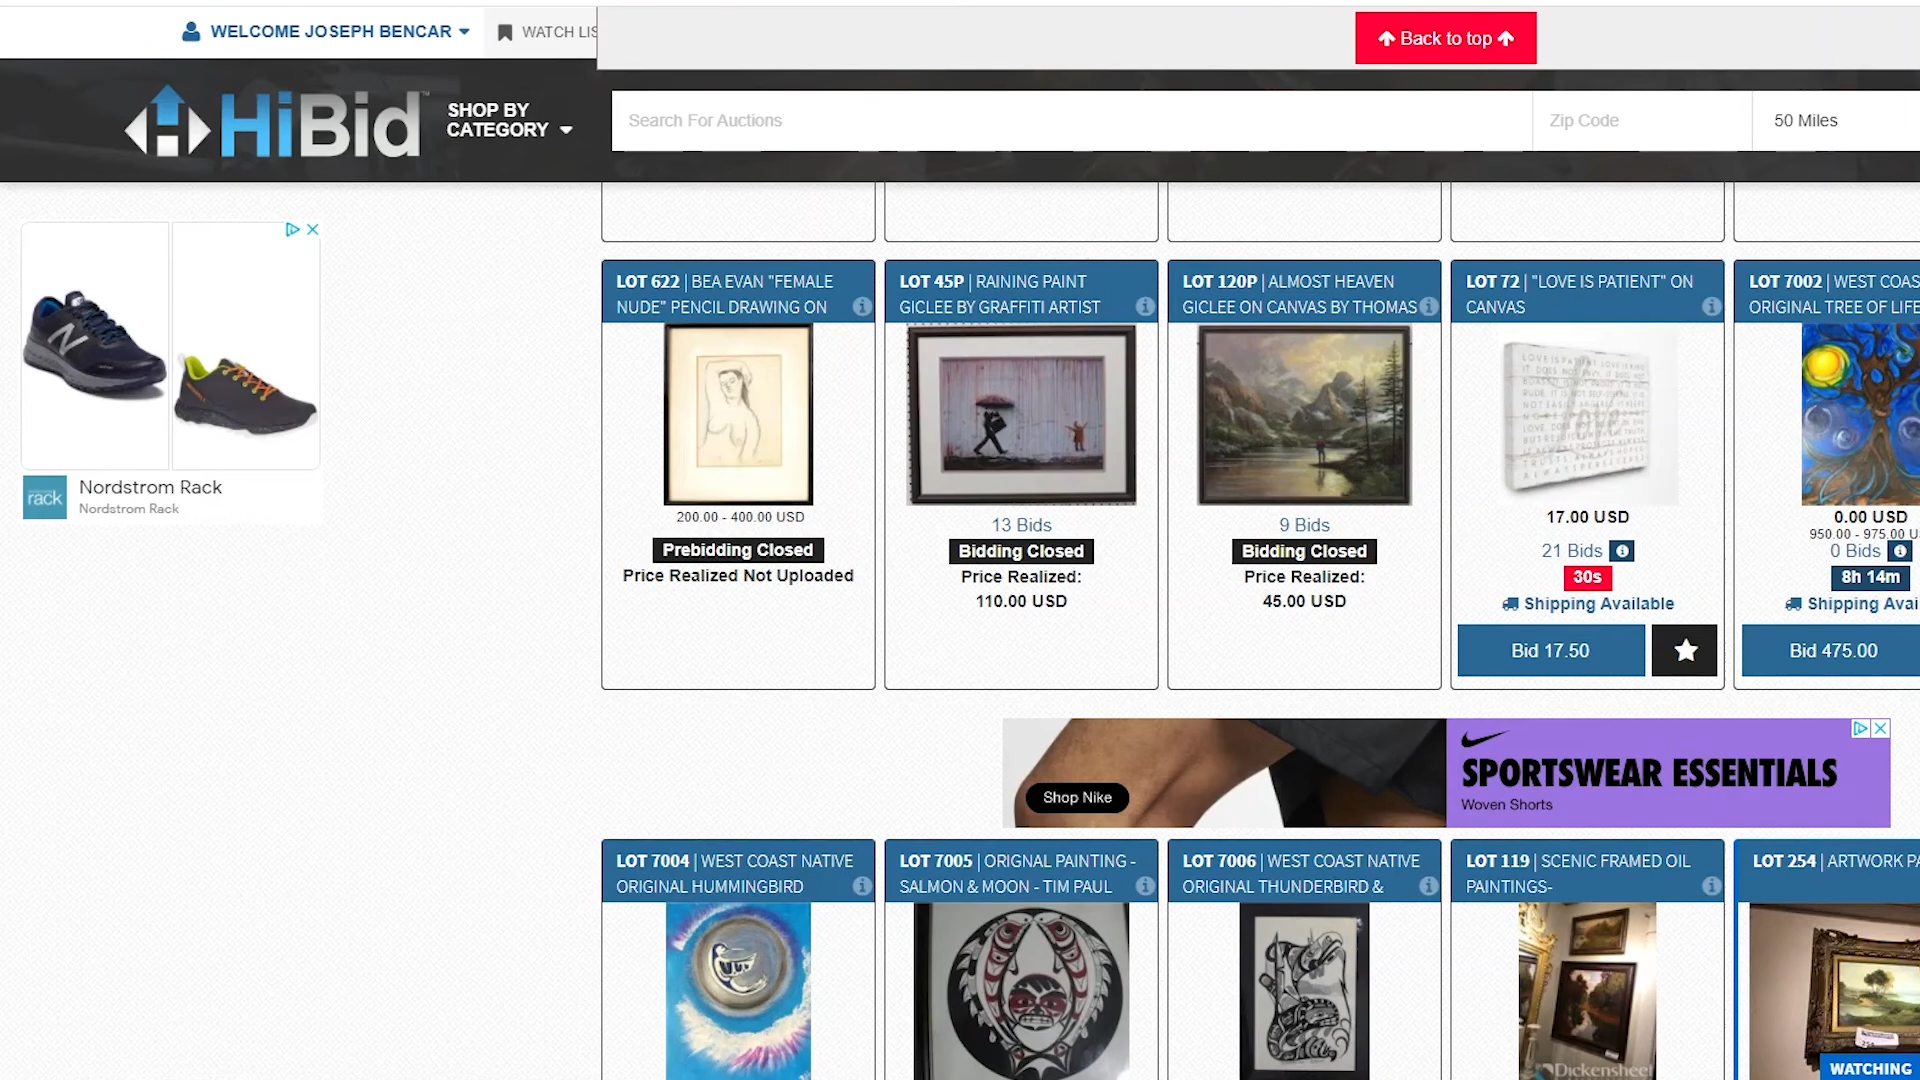 WELCOME JOSEPH BENCAR
WATCH LIS
Back to top
HiBid™
SHOP BY
CATEGORY
Search For Auctions
Zip Code
50 Miles
LOT 622 | BEA EVAN "FEMALE
NUDE" PENCIL DRAWING ON
200.00 - 400.00 USD
Prebidding Closed
Price Realized Not Uploaded
LOT 45P | RAINING PAINT
GICLEE BY GRAFFITI ARTIST
13 Bids
Bidding Closed
Price Realized:
110.00 USD
LOT 120P | ALMOST HEAVEN
GICLEE ON CANVAS BY THOMAS
9 Bids
Bidding Closed
Price Realized:
45.00 USD
LOT 72 | "LOVE IS PATIENT" ON
CANVAS
17.00 USD
21 Bids
30s
Shipping Available
Bid 17.50
LOT 7002 | WEST COAS
ORIGINAL TREE OF LIFE
0.00 USD
950.00 - 975.00 U
0 Bids
8h 14m
Shipping Avai
Bid 475.00
rack
Nordstrom Rack
Nordstrom Rack
Shop Nike
SPORTSWEAR ESSENTIALS
Woven Shorts
LOT 7004 | WEST COAST NATIVE
ORIGINAL HUMMINGBIRD
LOT 7005 | ORIGNAL PAINTING -
SALMON & MOON - TIM PAUL
LOT 7006 | WEST COAST NATIVE
ORIGINAL THUNDERBIRD &
LOT 119 | SCENIC FRAMED OIL
PAINTINGS-
Dickensheet
LOT 254 | ARTWORK PA
254
WATCHING